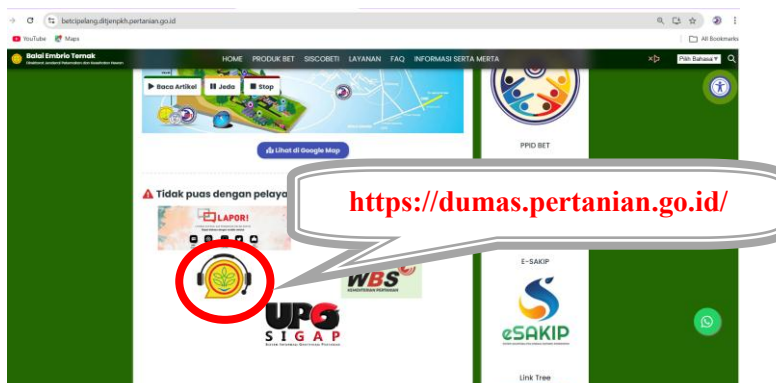 betcipelang.ditjenpkh.pertanian.go.id
YouTube Maps All Bookmarks
Balai Embrio Ternak
HOME PRODUK BET SISCOBETI LAYANAN FAQ INFORMASI SERTA MERTA
Pilih Bahasa
Baca Artikel Jeda Stop
Lihat di Google Map
PPID BET
Tidak puas dengan pelaya
https://dumas.pertanian.go.id/
LAPOR!
E-SAKIP
WBS
KEMENTERIAN PERTANIAN
UPG
SIGAP
eSAKIP
Link Tree